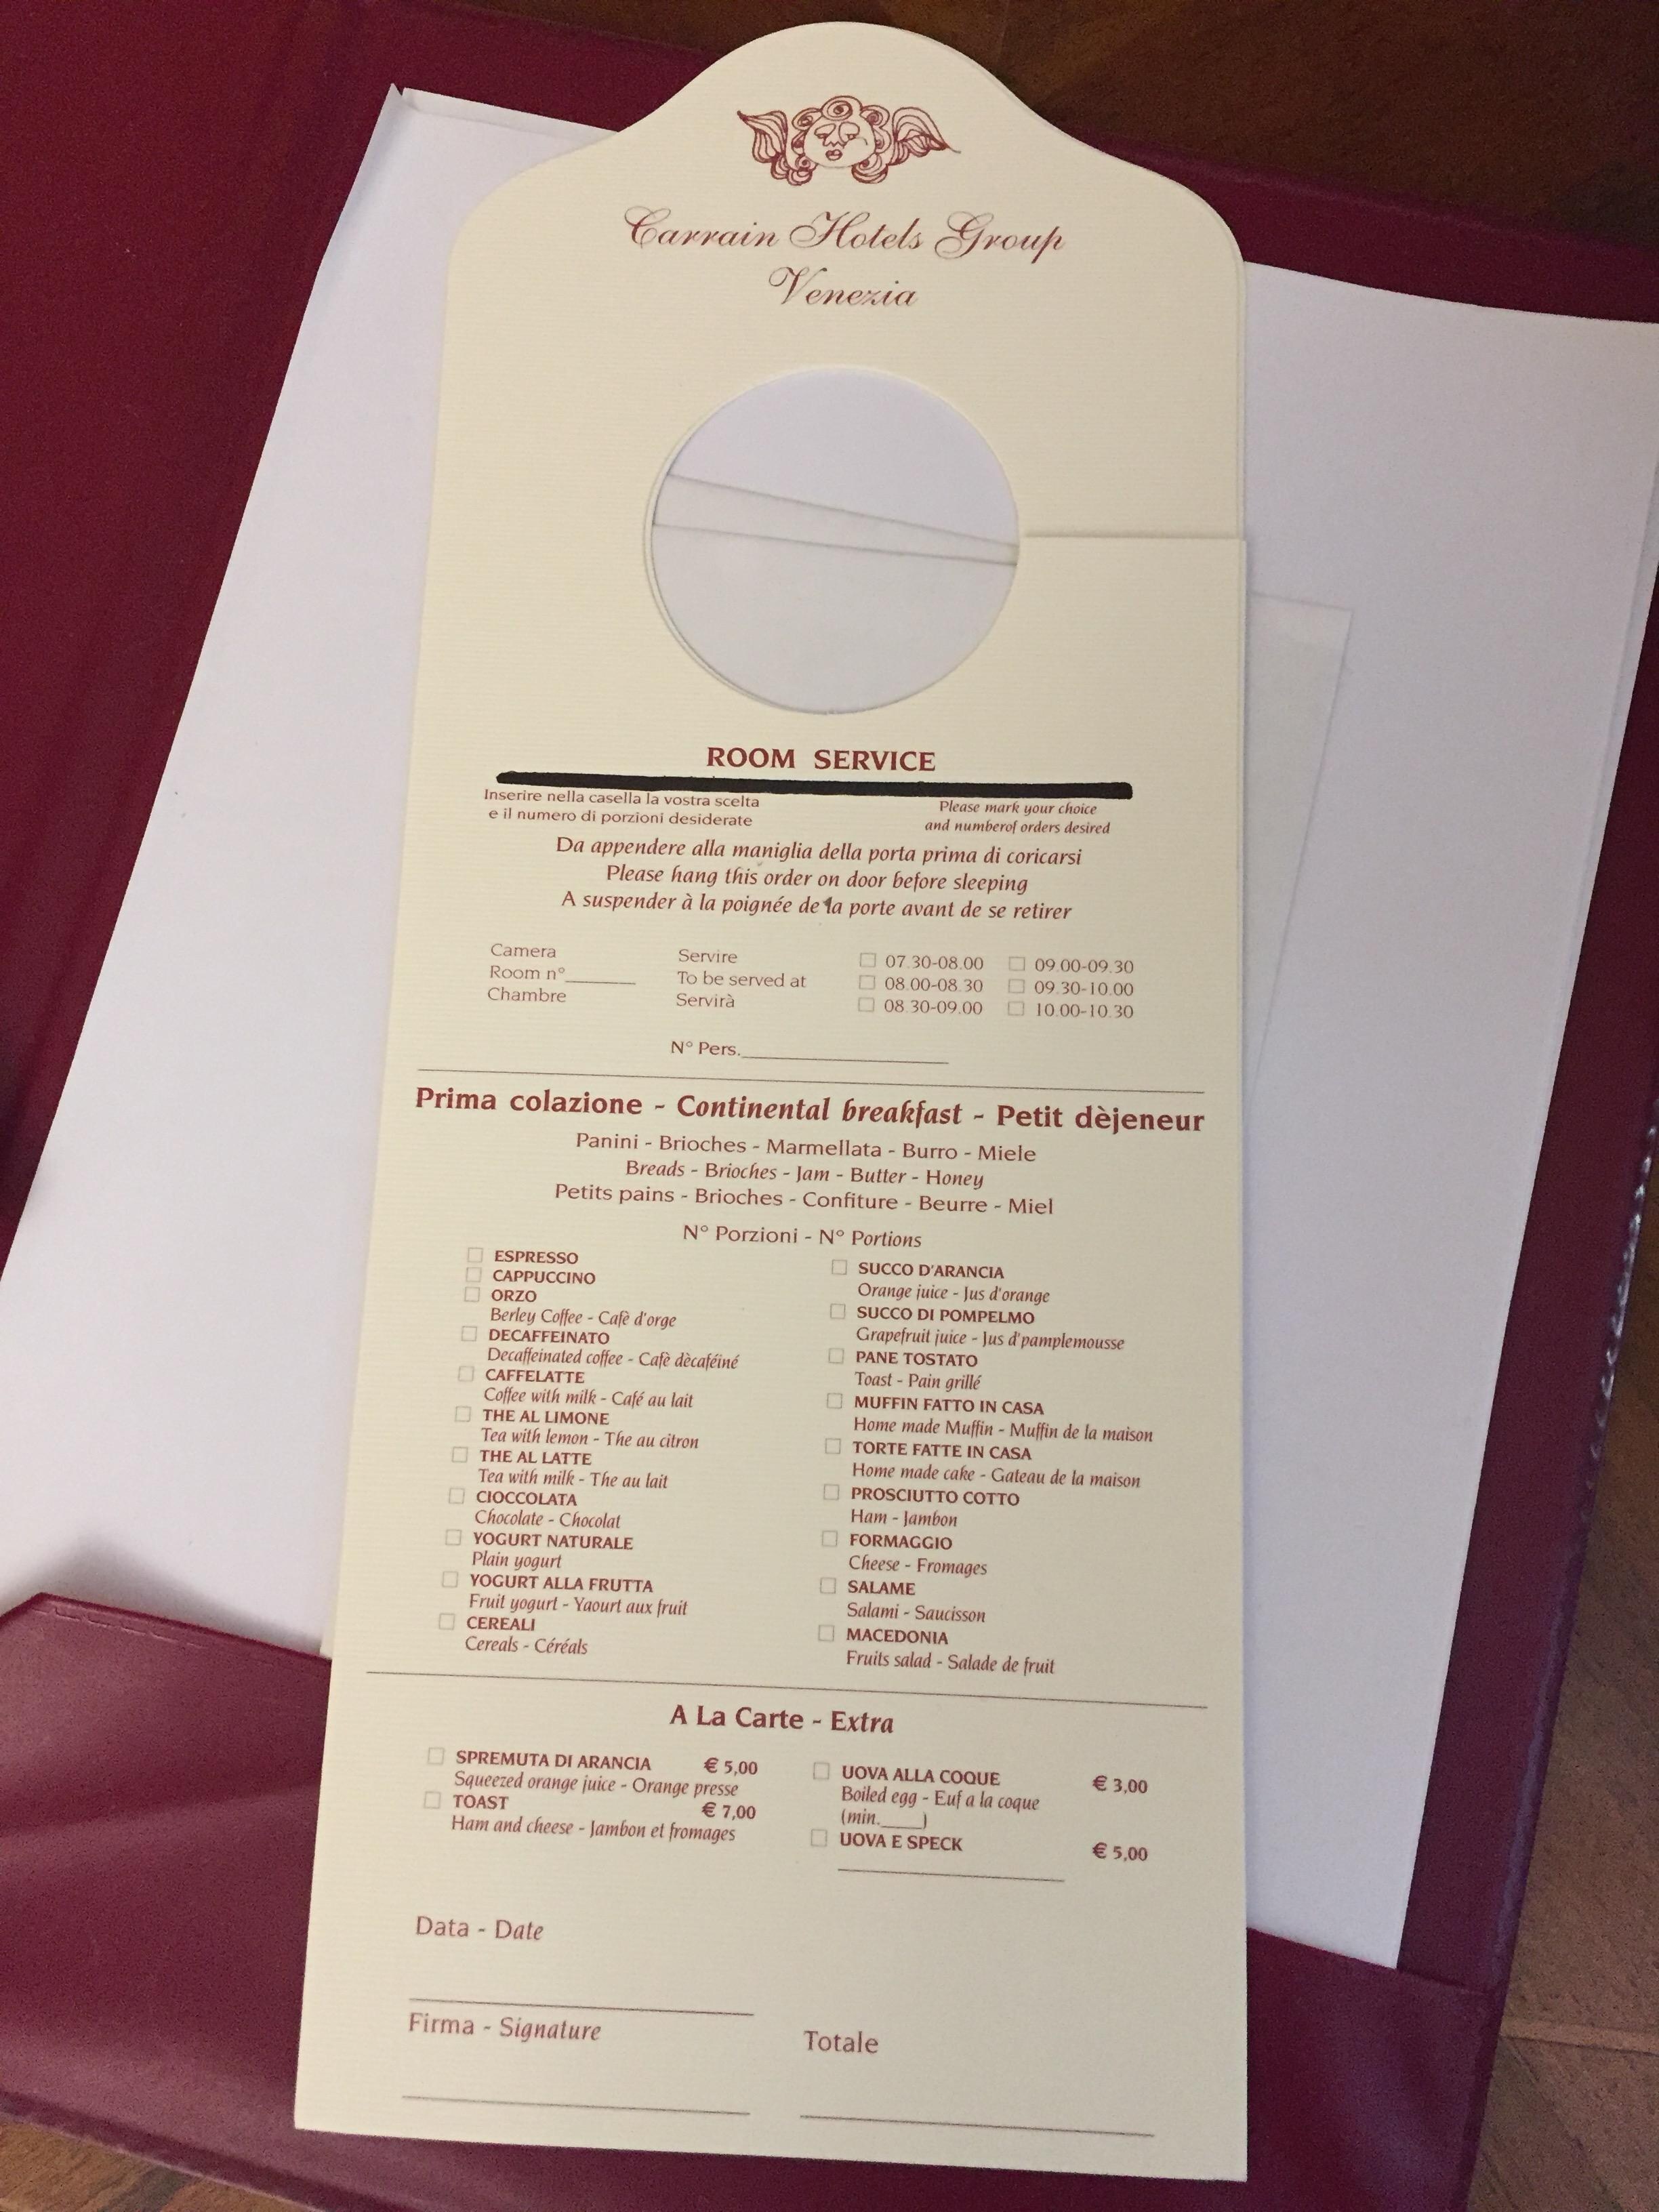 Carrain Hotels Group
Venezia
ROOM SERVICE
Inserire nella casella la vostra scelta
e il numero di porzioni desiderate
Please mark your choice
and numberof orders desired
Da appendere alla maniglia della porta prima di coricarsi
Please hang this order on door before sleeping
A suspender à la poignée de la porte avant de se retirer
Camera
Room n°______
Chambre
Servire
To be served at
Servirà
07.30-08.00
08.00-08.30
08.30-09.00
09.00-09.30
09.30-10.00
10.00-10.30
N° Pers.______
Prima colazione - Continental breakfast - Petit dèjeneur
Panini - Brioches - Marmellata - Burro - Miele
Breads - Brioches - Jam - Butter - Honey
Petits pains - Brioches - Confiture - Beurre - Miel
N° Porzioni - N° Portions
ESPRESSO
CAPPUCCINO
ORZO
Berley Coffee - Cafè d'orge
DECAFFEINATO
Decaffeinated coffee - Cafè dècaféiné
CAFFELATTE
Coffee with milk - Café au lait
THE AL LIMONE
Tea with lemon - The au citron
THE AL LATTE
Tea with milk - The au lait
CIOCCOLATA
Chocolate - Chocolat
YOGURT NATURALE
Plain yogurt
YOGURT ALLA FRUTTA
Fruit yogurt - Yaourt aux fruit
CEREALI
Cereals - Céréals
SUCCO D'ARANCIA
Orange juice - Jus d'orange
SUCCO DI POMPELMO
Grapefruit juice - Jus d'pamplemousse
PANE TOSTATO
Toast - Pain grillé
MUFFIN FATTO IN CASA
Home made Muffin - Muffin de la maison
TORTE FATTE IN CASA
Home made cake - Gateau de la maison
PROSCIUTTO COTTO
Ham - Jambon
FORMAGGIO
Cheese - Fromages
SALAME
Salami - Saucisson
MACEDONIA
Fruits salad - Salade de fruit
A La Carte - Extra
SPREMUTA DI ARANCIA € 5,00
Squeezed orange juice - Orange presse
TOAST € 7,00
Ham and cheese - Jambon et fromages
UOVA ALLA COQUE € 3,00
Boiled egg - Euf a la coque
(min.____)
UOVA E SPECK € 5,00
Data - Date
Firma - Signature
Totale